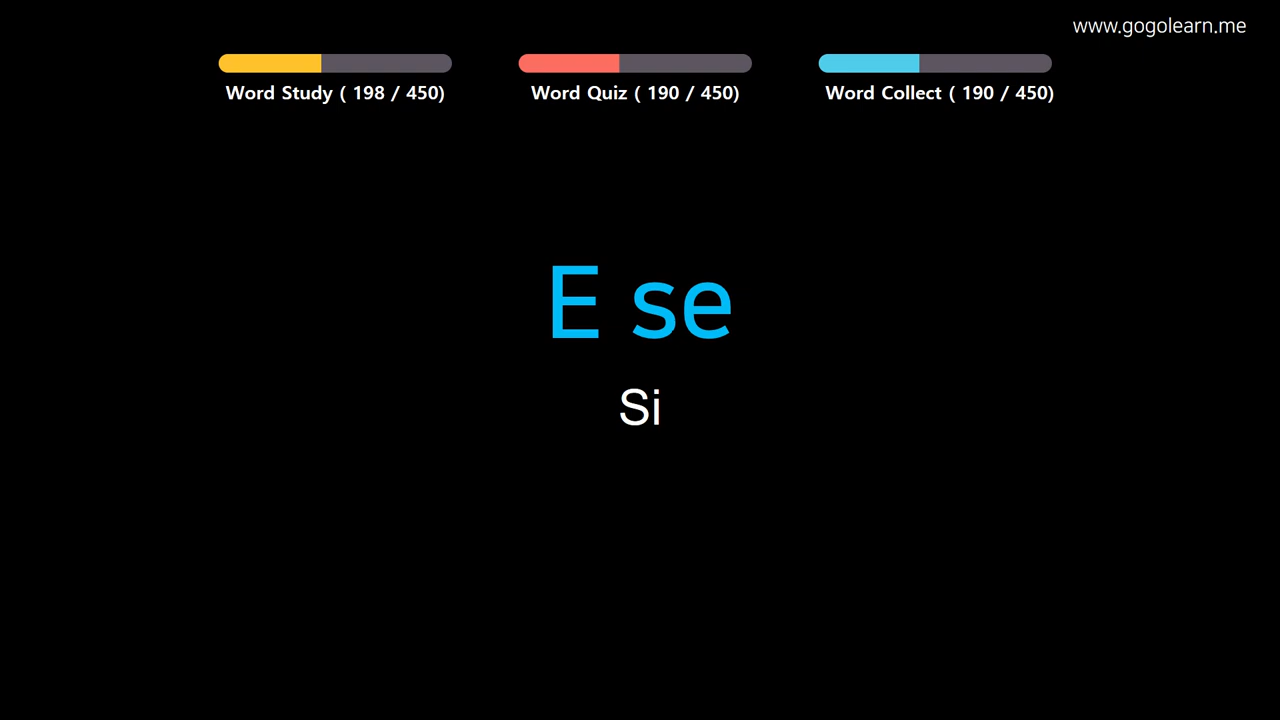 www.gogolearn.me
Word Study ( 198 / 450)
Word Quiz ( 190 / 450)
Word Collect ( 190 / 450)
E se
Si